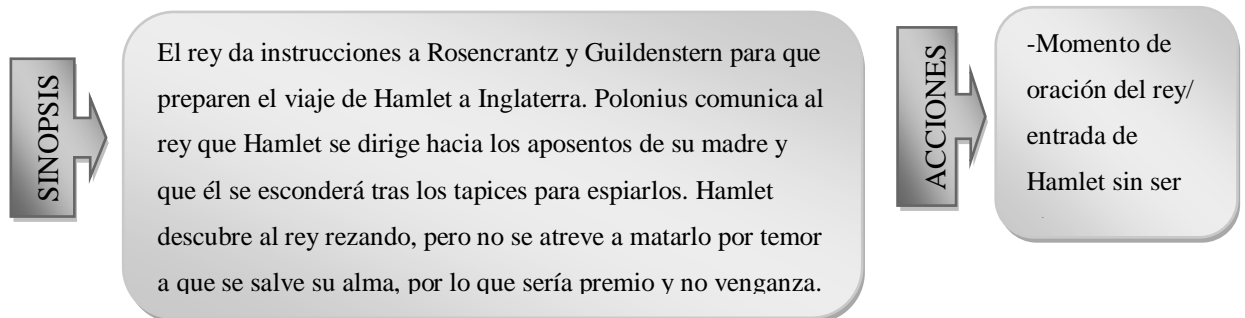 SINOPSIS
El rey da instrucciones a Rosencrantz y Guildenstern para que
preparen el viaje de Hamlet a Inglaterra. Polonius comunica al
rey que Hamlet se dirige hacia los aposentos de su madre y
que él se esconderá tras los tapices para espiarlos. Hamlet
descubre al rey rezando, pero no se atreve a matarlo por temor
a que se salve su alma, por lo que sería premio y no venganza.
ACCIONES
-Momento de
oración del rey/
entrada de
Hamlet sin ser